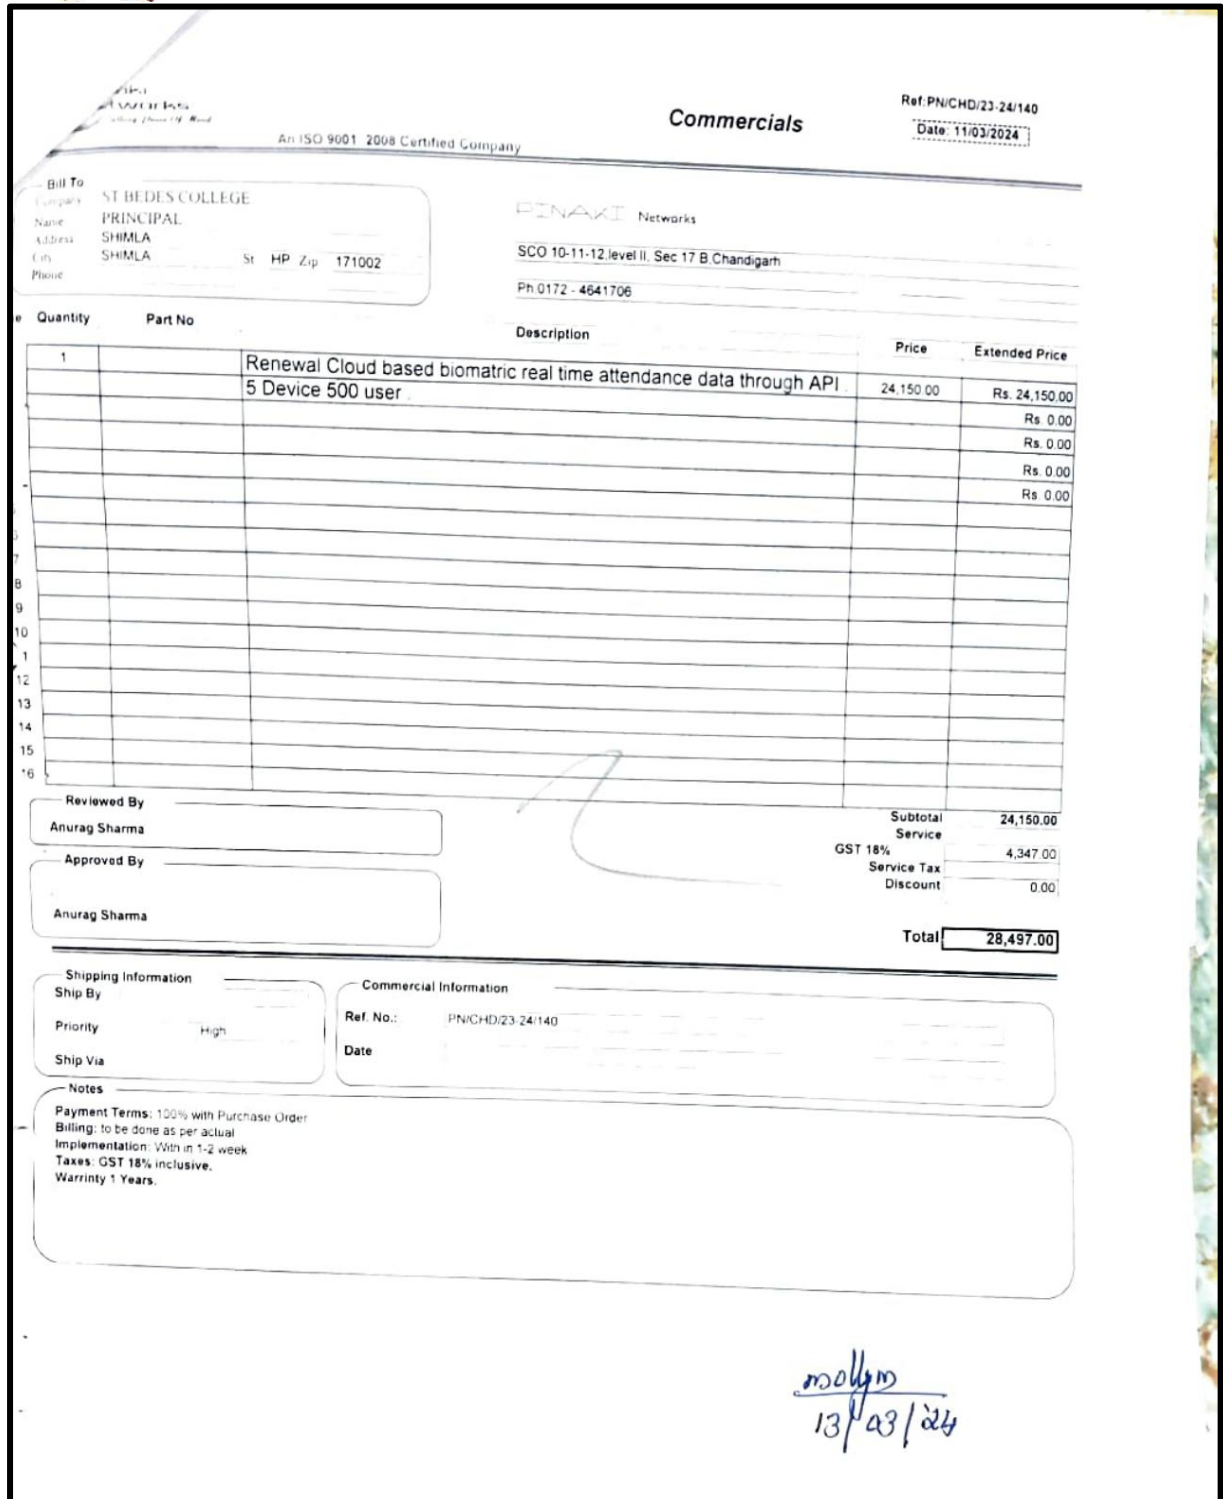 Networks
An ISO 9001 2008 Certified Company
Commercials
Ref:PN/CHD/23-24/140
Date: 11/03/2024
Bill To
Company ST BEDES COLLEGE
Name PRINCIPAL
Address SHIMLA
City SHIMLA St HP Zip 171002
Phone
PINAKI Networks
SCO 10-11-12,level II, Sec 17 B,Chandigarh
Ph.0172 - 4641706
Quantity Part No Description Price Extended Price
1 Renewal Cloud based biomatric real time attendance data through API . 24,150.00 Rs. 24,150.00
5 Device 500 user . Rs. 0.00
Rs. 0.00
Rs. 0.00
Rs. 0.00
7
8
9
10
1
12
13
14
15
16
Reviewed By
Anurag Sharma
Approved By
Anurag Sharma
Subtotal 24,150.00
Service
GST 18% 4,347.00
Service Tax
Discount 0.00
Total 28,497.00
Shipping Information
Ship By
Priority High
Ship Via
Commercial Information
Ref. No.: PN/CHD/23-24/140
Date
Notes
Payment Terms: 100% with Purchase Order
Billing: to be done as per actual
Implementation: With in 1-2 week
Taxes: GST 18% inclusive.
Warrinty 1 Years.
13/03/'24